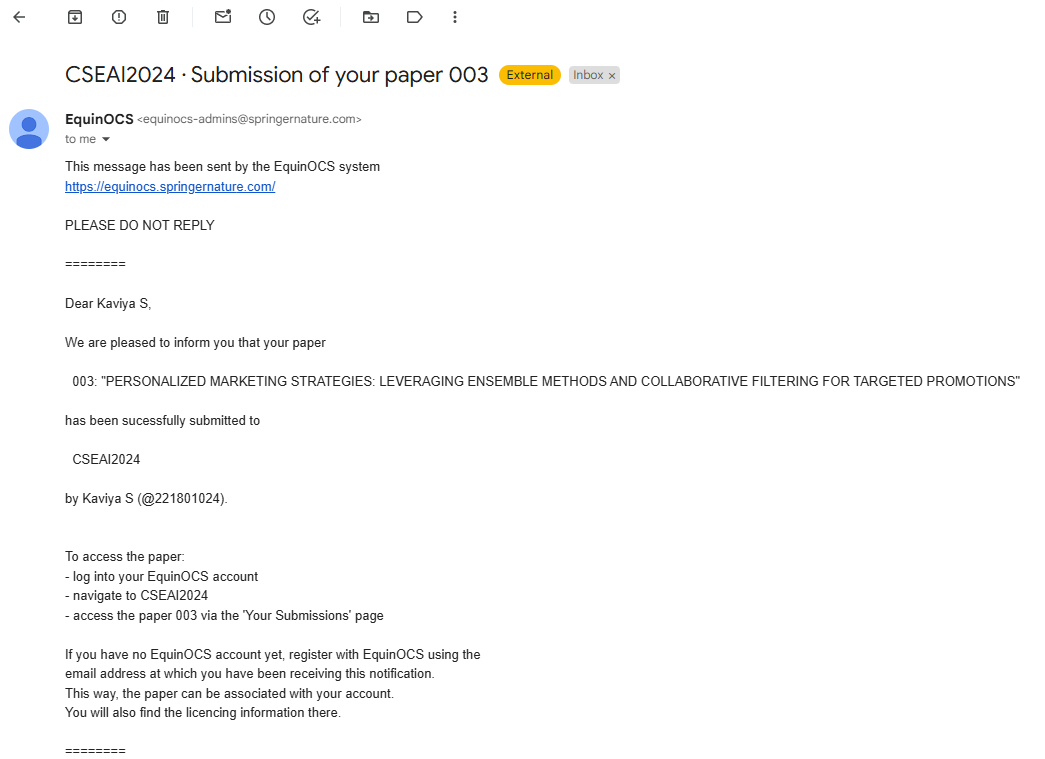 CSEAI2024 · Submission of your paper 003 External Inbox ×
EquinOCS <equinocs-admins@springernature.com>
to me
This message has been sent by the EquinOCS system
https://equinocs.springernature.com/
PLEASE DO NOT REPLY
========
Dear Kaviya S,
We are pleased to inform you that your paper
003: "PERSONALIZED MARKETING STRATEGIES: LEVERAGING ENSEMBLE METHODS AND COLLABORATIVE FILTERING FOR TARGETED PROMOTIONS"
has been sucessfully submitted to
CSEAI2024
by Kaviya S (@221801024).
To access the paper:
- log into your EquinOCS account
- navigate to CSEAI2024
- access the paper 003 via the 'Your Submissions' page
If you have no EquinOCS account yet, register with EquinOCS using the
email address at which you have been receiving this notification.
This way, the paper can be associated with your account.
You will also find the licencing information there.
========